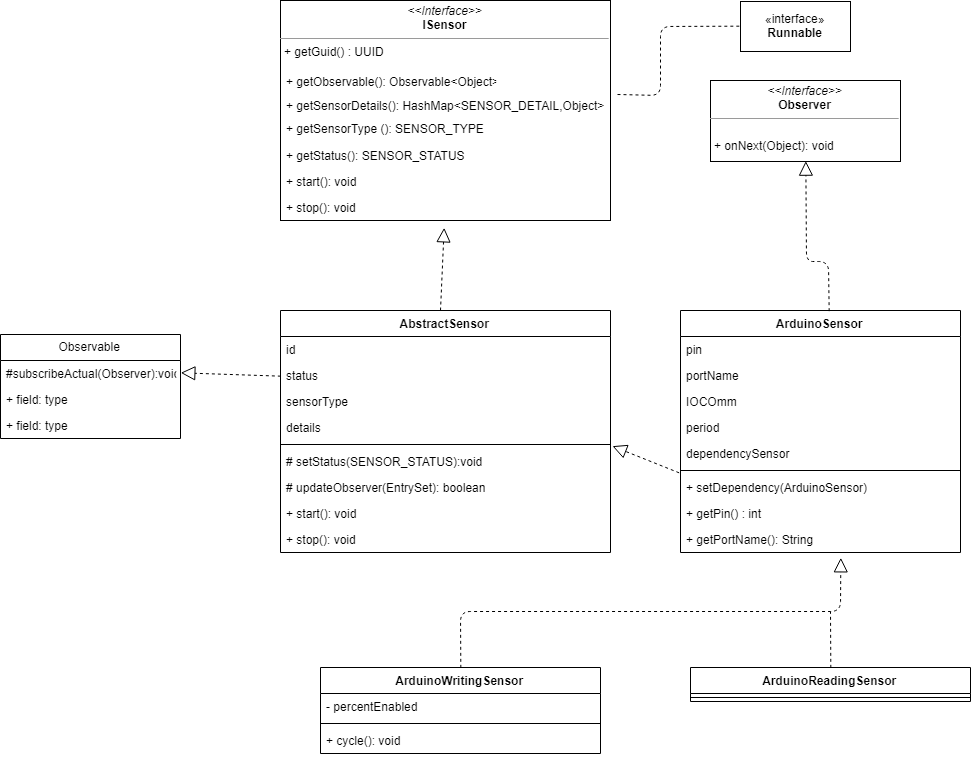 <<Interface>>
ISensor
+ getGuid() : UUID
+ getObservable(): Observable<Object>
+ getSensorDetails(): HashMap<SENSOR_DETAIL,Object>
+ getSensorType (): SENSOR_TYPE
+ getStatus(): SENSOR_STATUS
+ start(): void
+ stop(): void
«interface»
Runnable
<<Interface>>
Observer
+ onNext(Object): void
Observable
#subscribeActual(Observer):void
+ field: type
+ field: type
AbstractSensor
id
status
sensorType
details
# setStatus(SENSOR_STATUS):void
# updateObserver(EntrySet): boolean
+ start(): void
+ stop(): void
ArduinoSensor
pin
portName
IOCOmm
period
dependencySensor
+ setDependency(ArduinoSensor)
+ getPin() : int
+ getPortName(): String
ArduinoWritingSensor
- percentEnabled
+ cycle(): void
ArduinoReadingSensor